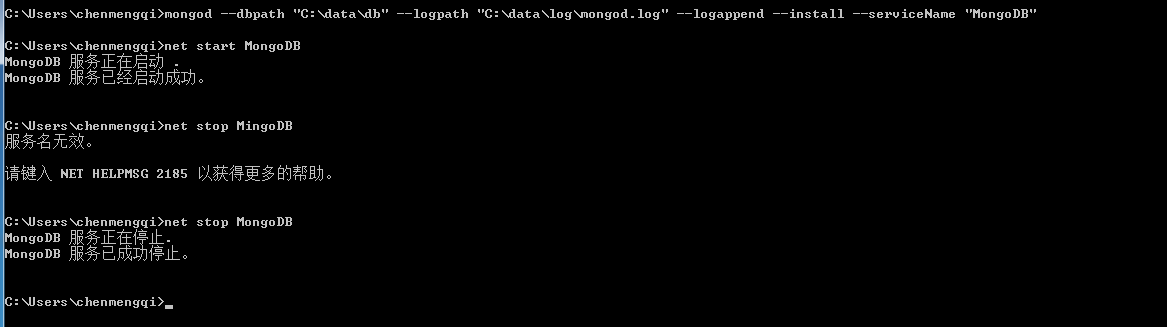 C:\Users\chenmengqi>mongod --dbpath "C:\data\db" --logpath "C:\data\log\mongod.log" --logappend --install --serviceName "MongoDB"
C:\Users\chenmengqi>net start MongoDB
MongoDB 服务正在启动 .
MongoDB 服务已经启动成功。
C:\Users\chenmengqi>net stop MingoDB
服务名无效。
请键入 NET HELPMSG 2185 以获得更多的帮助。
C:\Users\chenmengqi>net stop MongoDB
MongoDB 服务正在停止.
MongoDB 服务已成功停止。
C:\Users\chenmengqi>_